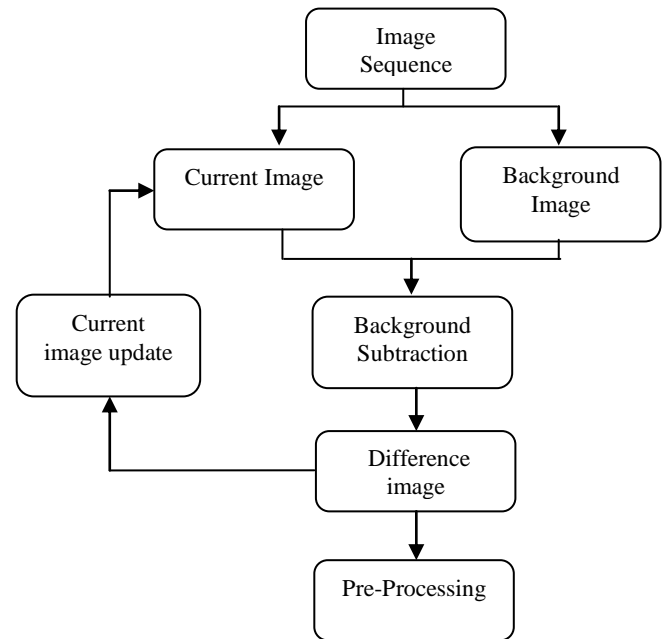 Image
Sequence
Current Image
Background
Image
Current
image update
Background
Subtraction
Difference
image
Pre-Processing